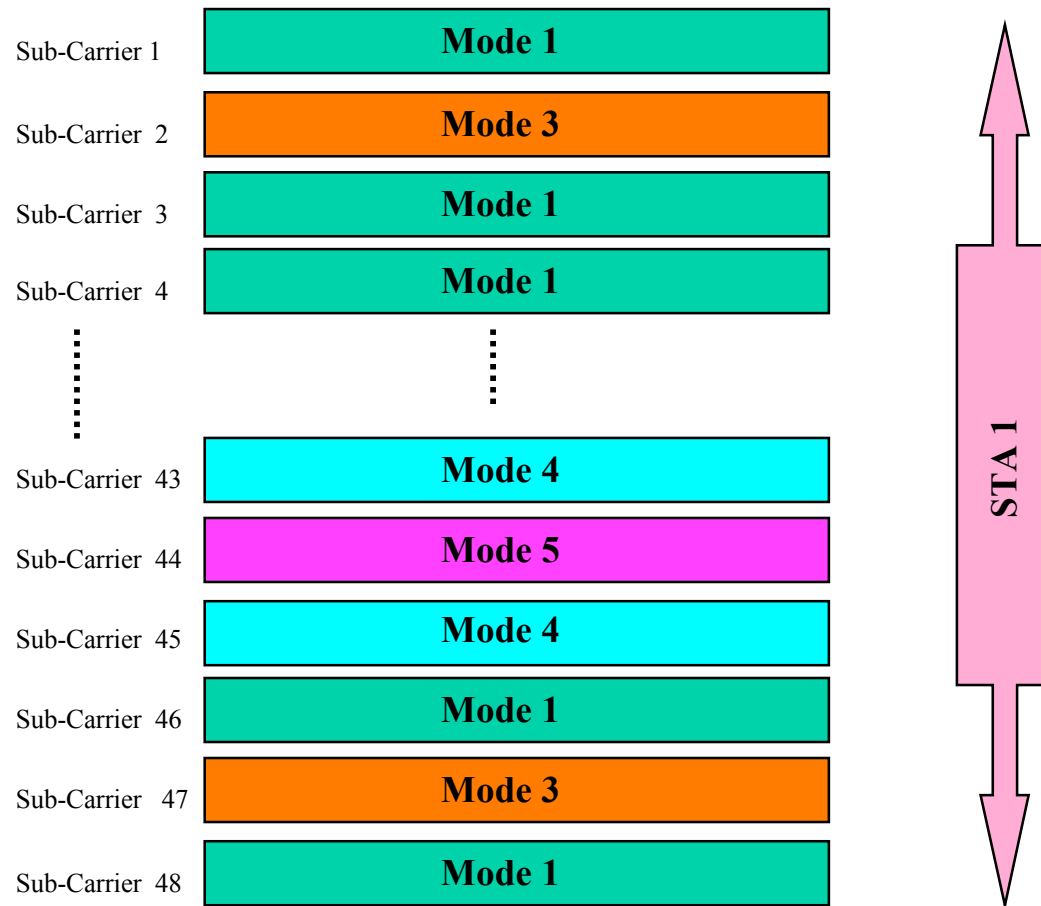 Sub-Carrier 1 Mode 1
Sub-Carrier 2 Mode 3
Sub-Carrier 3 Mode 1
Sub-Carrier 4 Mode 1
Sub-Carrier 43 Mode 4
Sub-Carrier 44 Mode 5
Sub-Carrier 45 Mode 4
Sub-Carrier 46 Mode 1
Sub-Carrier 47 Mode 3
Sub-Carrier 48 Mode 1
STA 1